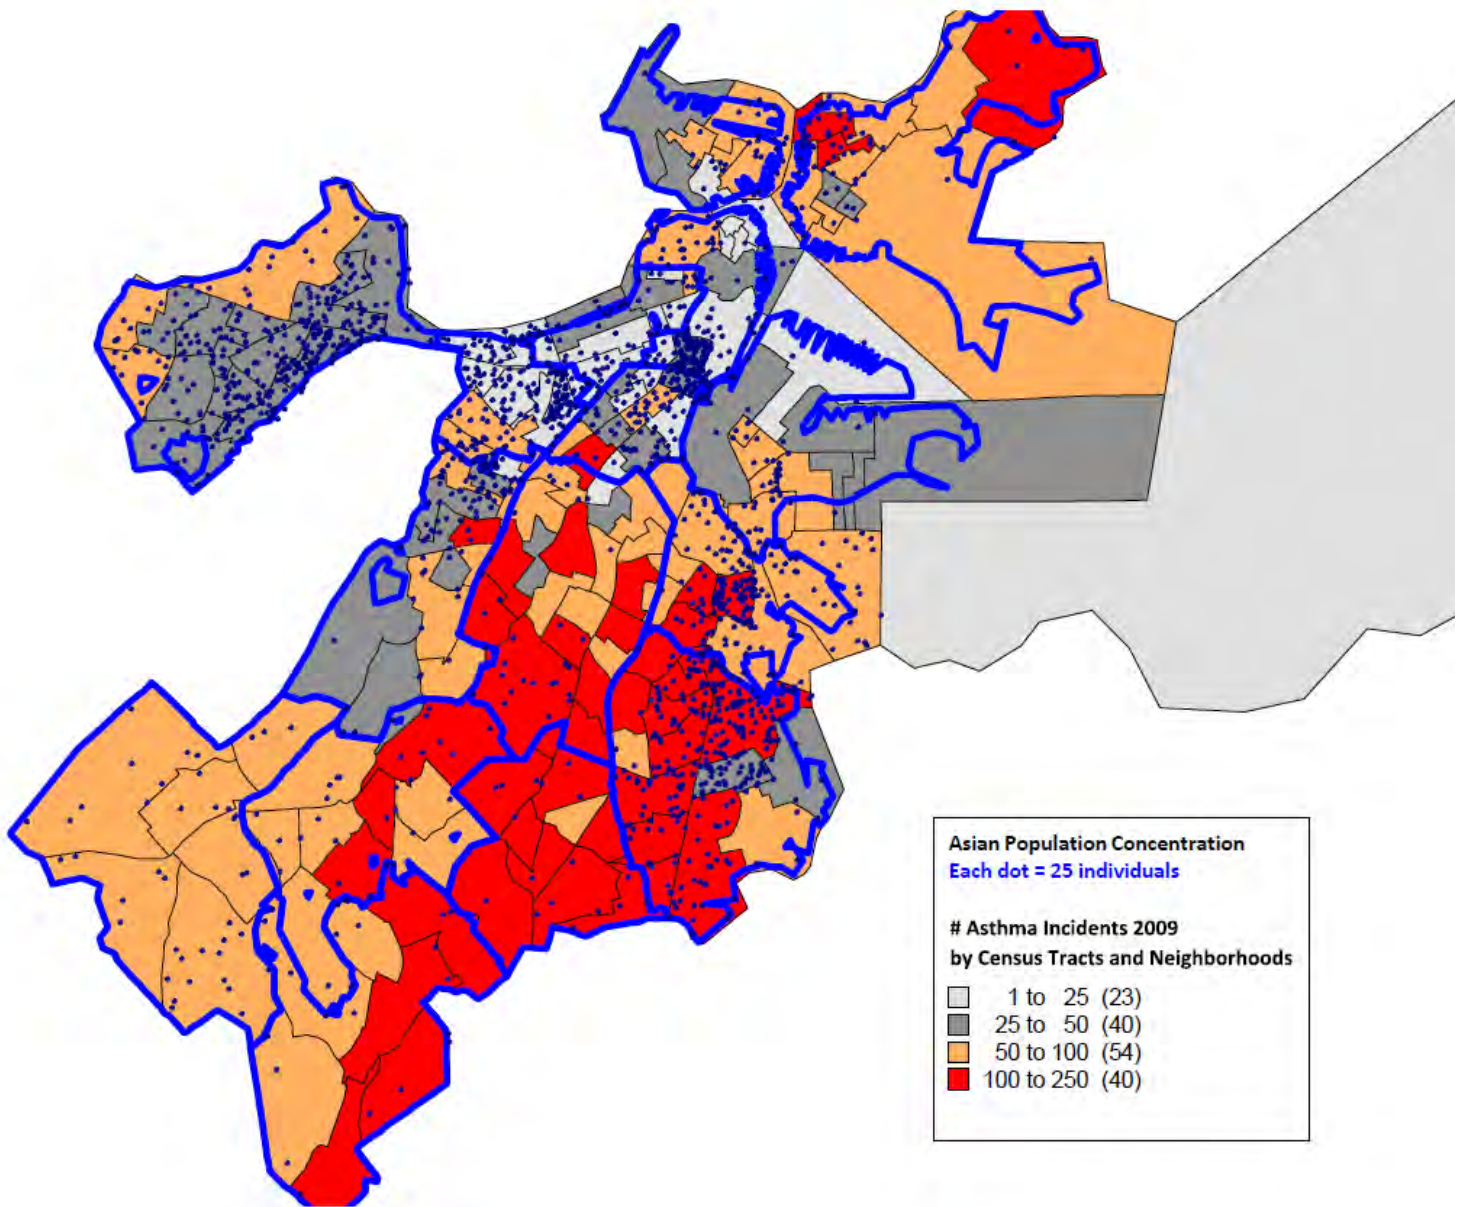 Asian Population Concentration
Each dot = 25 individuals
# Asthma Incidents 2009
by Census Tracts and Neighborhoods
1 to 25 (23)
25 to 50 (40)
50 to 100 (54)
100 to 250 (40)